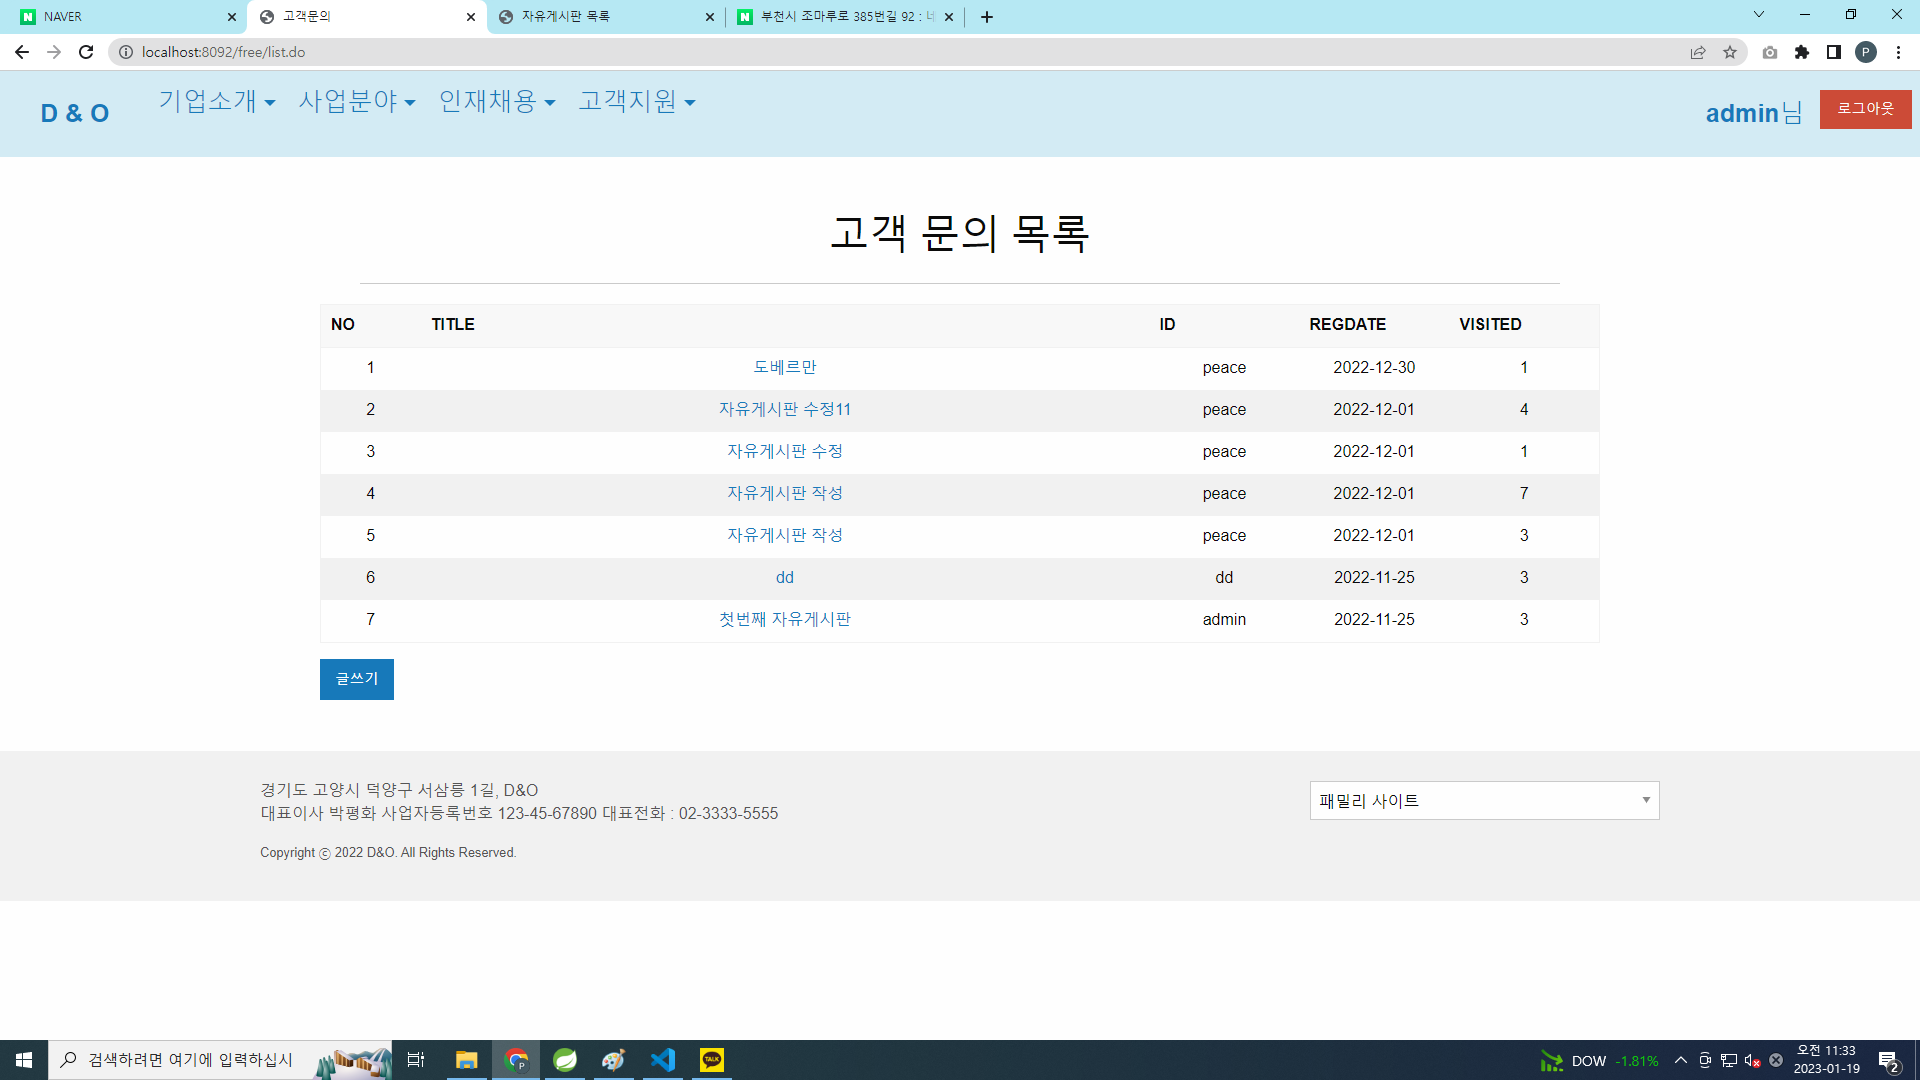 NAVER
고객문의
자유게시판 목록
부천시 조마루로 385번길 92 : 네
localhost:8092/free/list.do
P
D & O
기업소개
사업분야
인재채용
고객지원
admin님
로그아웃
고객 문의 목록
NO TITLE ID REGDATE VISITED
1 도베르만 peace 2022-12-30 1
2 자유게시판 수정11 peace 2022-12-01 4
3 자유게시판 수정 peace 2022-12-01 1
4 자유게시판 작성 peace 2022-12-01 7
5 자유게시판 작성 peace 2022-12-01 3
6 dd dd 2022-11-25 3
7 첫번째 자유게시판 admin 2022-11-25 3
글쓰기
경기도 고양시 덕양구 서삼릉 1길, D&O
대표이사 박평화 사업자등록번호 123-45-67890 대표전화 : 02-3333-5555
Copyright ⓒ 2022 D&O. All Rights Reserved.
패밀리 사이트
검색하려면 여기에 입력하십시
P
TALK
DOW -1.81%
오전 11:33
2023-01-19
2